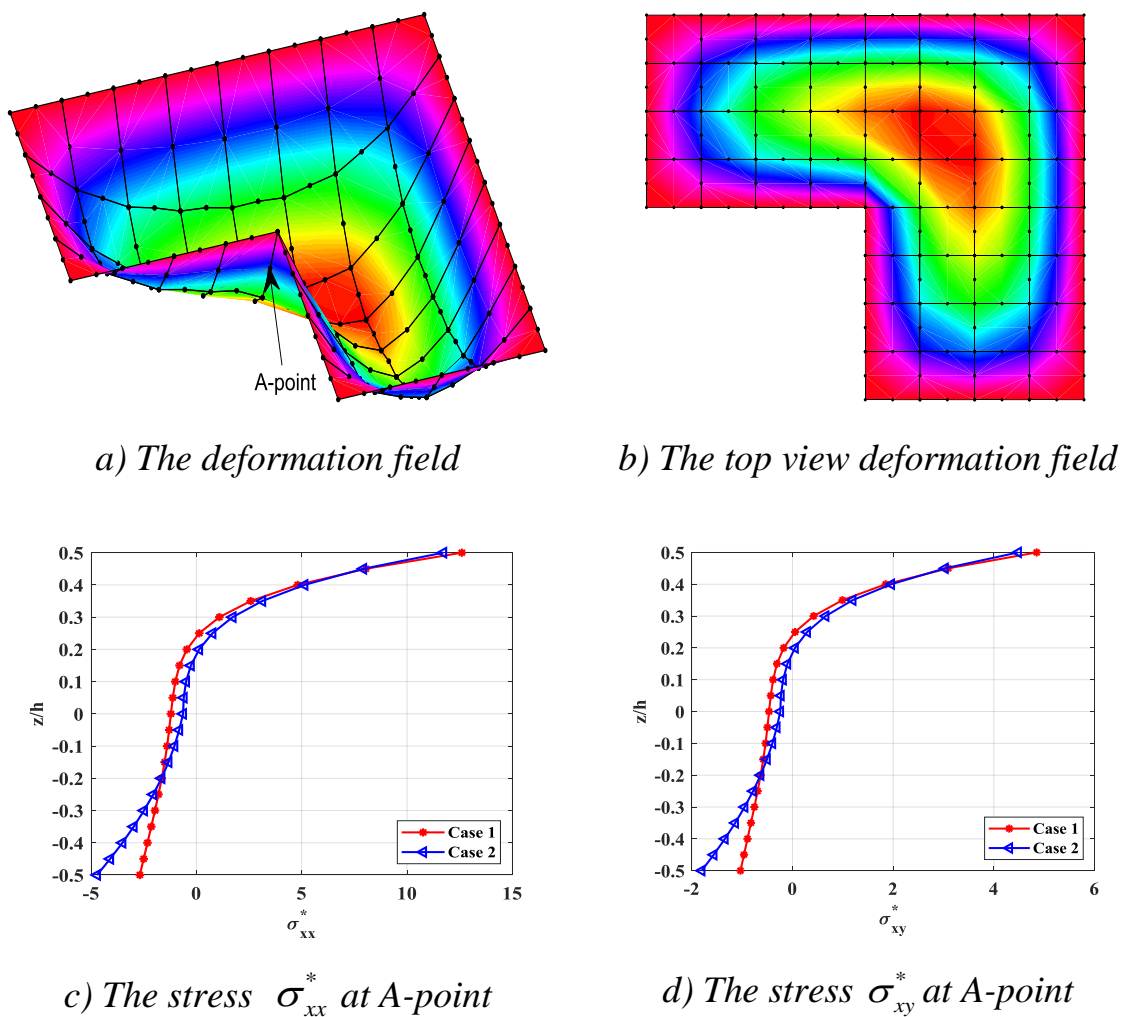 A-point
a) The deformation field
b) The top view deformation field
0.5
0.4
0.3
0.2
0.1
0
-0.1
-0.2
-0.3
-0.4
-0.5
z/h
-5
0
5
10
15
σ*xx
Case 1
Case 2
c) The stress σ*xx at A-point
0.5
0.4
0.3
0.2
0.1
0
-0.1
-0.2
-0.3
-0.4
-0.5
z/h
-2
0
2
4
6
σ*xy
Case 1
Case 2
d) The stress σ*xy at A-point